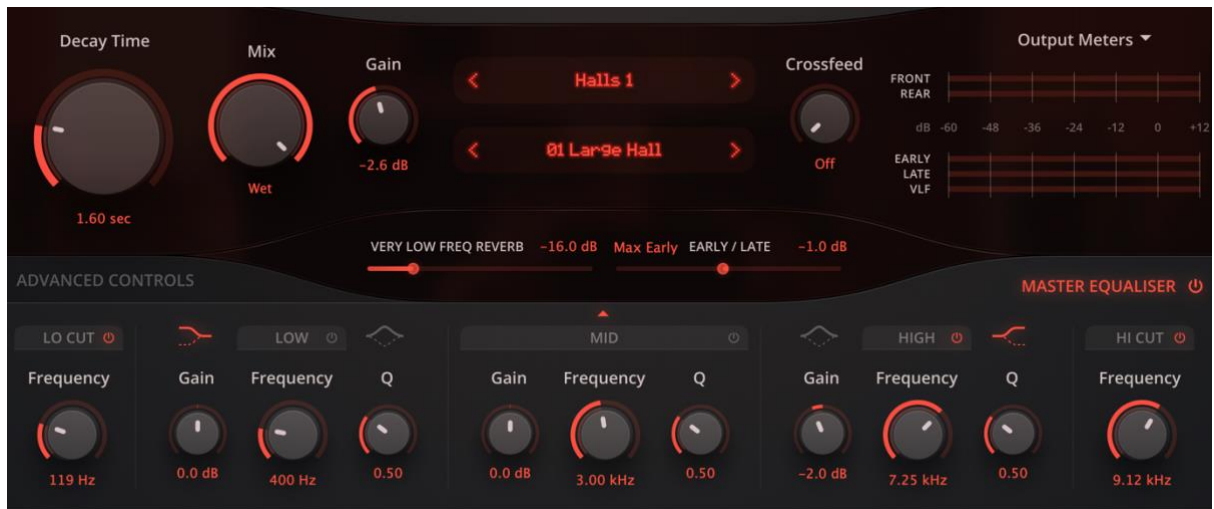 Decay Time
Mix
Gain
Halls 1
Crossfeed
Output Meters
FRONT
REAR
dB -60 -48 -36 -24 -12 0 +12
01 Large Hall
-2.6 dB
Off
EARLY
LATE
VLF
Wet
1.60 sec
VERY LOW FREQ REVERB -16.0 dB Max Early EARLY / LATE -1.0 dB
ADVANCED CONTROLS
MASTER EQUALISER
LO CUT LOW MID HIGH HI CUT
Frequency Gain Frequency Q Gain Frequency Q Gain Frequency Q Frequency
119 Hz 0.0 dB 400 Hz 0.50 0.0 dB 3.00 kHz 0.50 -2.0 dB 7.25 kHz 0.50 9.12 kHz